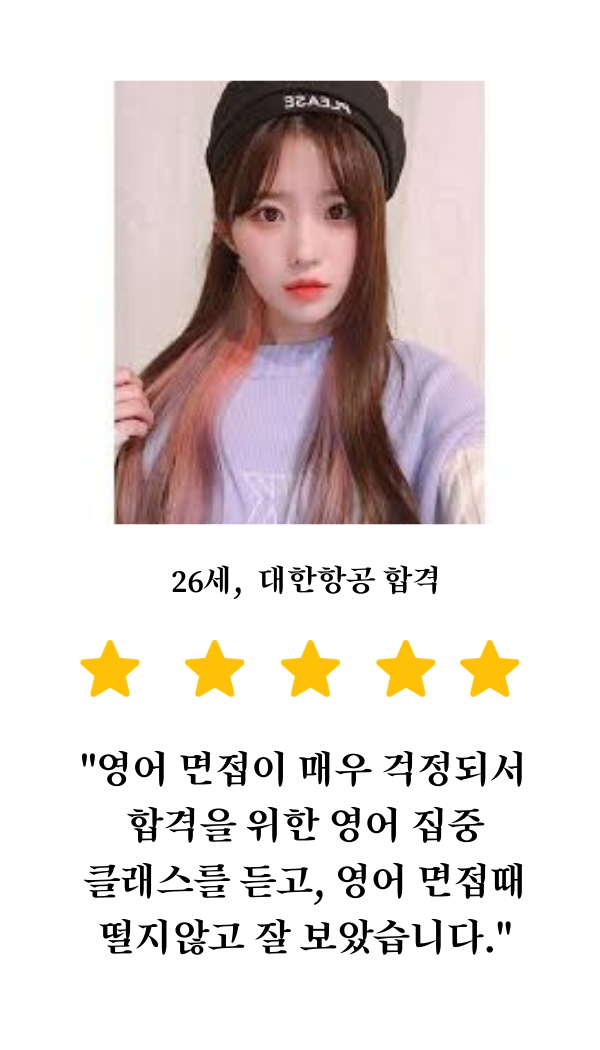 PLEASE
26세, 대한항공 합격
"영어 면접이 매우 걱정되서
합격을 위한 영어 집중
클래스를 듣고, 영어 면접때
떨지않고 잘 보았습니다."